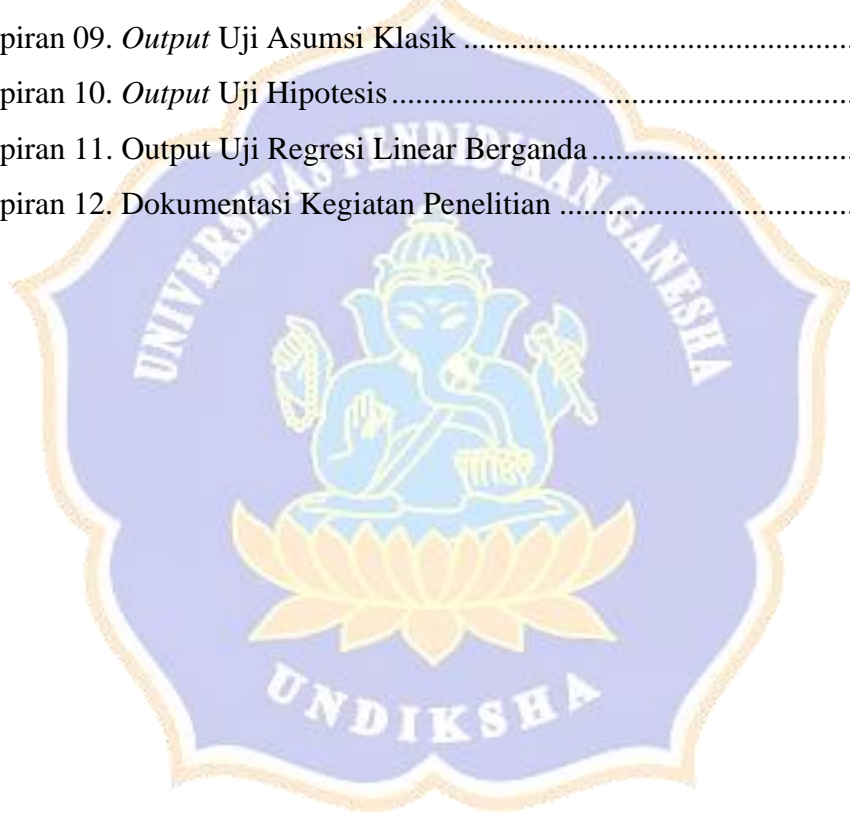 piran 09. Output Uji Asumsi Klasik ................................................
piran 10. Output Uji Hipotesis .........................................................
piran 11. Output Uji Regresi Linear Berganda ................................
piran 12. Dokumentasi Kegiatan Penelitian ....................................
UNIVERSITAS PENDIDIKAN GANESHA
UNDIKSHA